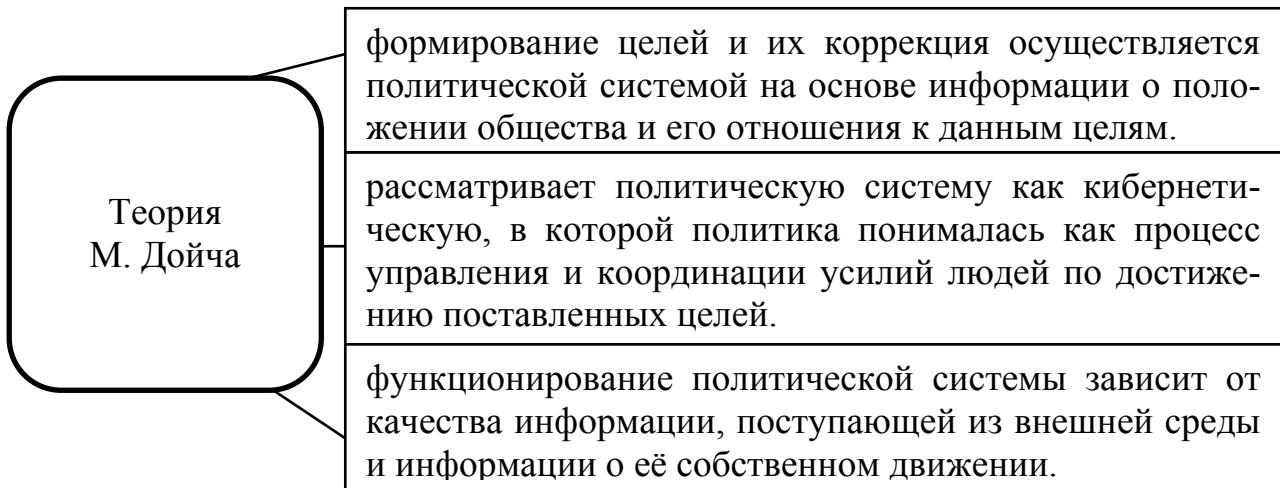 Теория
М. Дойча
формирование целей и их коррекция осуществляется
политической системой на основе информации о поло-
жении общества и его отношения к данным целям.
рассматривает политическую систему как кибернети-
ческую, в которой политика понималась как процесс
управления и координации усилий людей по достиже-
нию поставленных целей.
функционирование политической системы зависит от
качества информации, поступающей из внешней среды
и информации о её собственном движении.